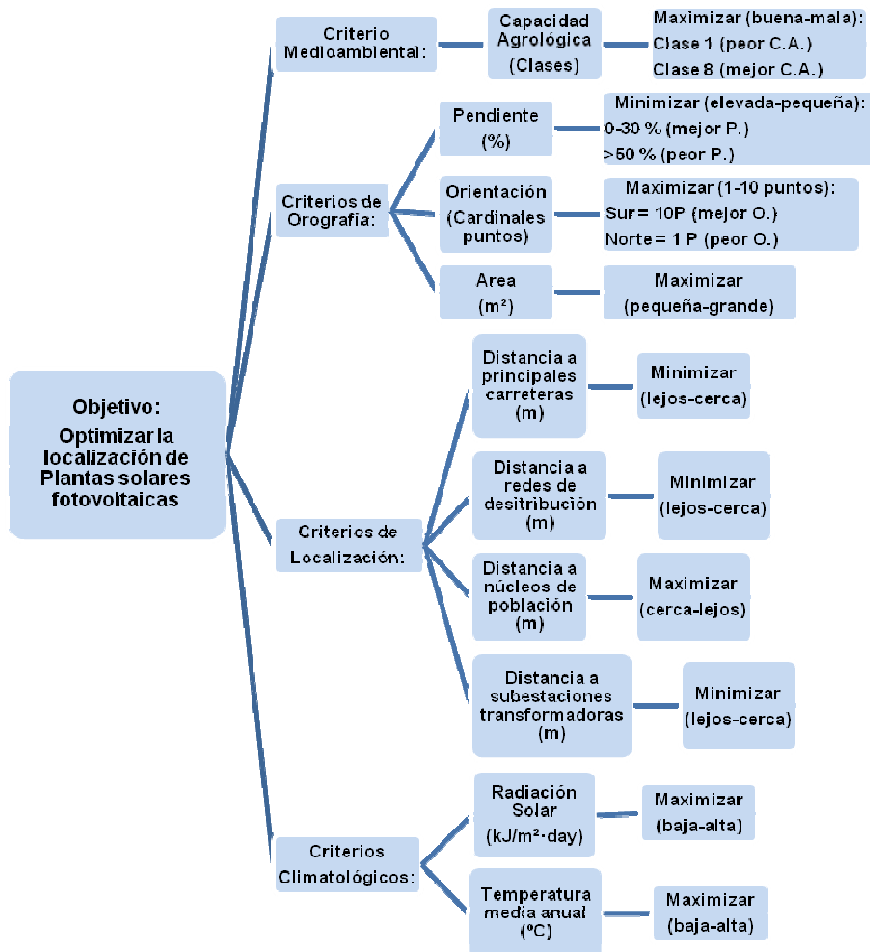 Objetivo:
Optimizar la
localización de
Plantas solares
fotovoltaicas
Criterio
Medioambiental:
Capacidad
Agrológica
(Clases)
Maximizar (buena-mala):
Clase 1 (peor C.A.)
Clase 8 (mejor C.A.)
Criterios de
Orografía:
Pendiente
(%)
Minimizar (elevada-pequeña):
0-30 % (mejor P.)
>50 % (peor P.)
Orientación
(Cardinales
puntos)
Maximizar (1-10 puntos):
Sur = 10P (mejor O.)
Norte = 1 P (peor O.)
Area
(m²)
Maximizar
(pequeña-grande)
Criterios de
Localización:
Distancia a
principales
carreteras
(m)
Minimizar
(lejos-cerca)
Distancia a
redes de
desitribución
(m)
Minimizar
(lejos-cerca)
Distancia a
núcleos de
población
(m)
Maximizar
(cerca-lejos)
Distancia a
subestaciones
transformadoras
(m)
Minimizar
(lejos-cerca)
Criterios
Climatológicos:
Radiación
Solar
(kJ/m²·day)
Maximizar
(baja-alta)
Temperatura
media anual
(ºC)
Maximizar
(baja-alta)